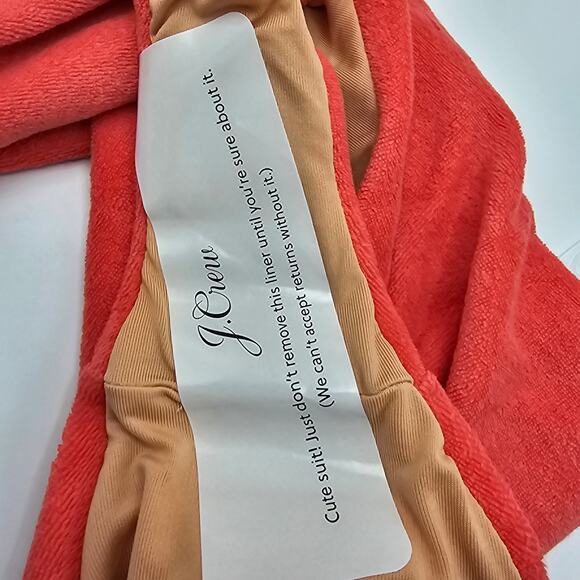 J.Crew
Cute suit! Just don't remove this liner until you're sure about it.
(We can't accept returns without it.)